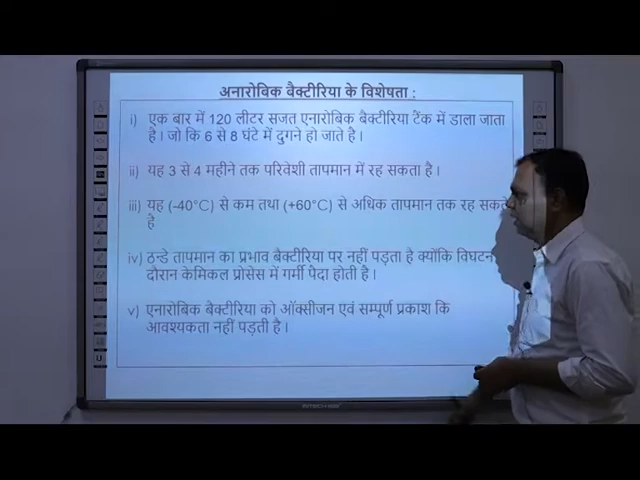 अनारोबिक बैक्टीरिया के विशेषता :
i) एक बार में 120 लीटर सजत एनारोबिक बैक्टीरिया टैंक में डाला जाता
है। जो कि 6 से 8 घंटे में दुगने हो जाते है।
ii) यह 3 से 4 महीने तक परिवेशी तापमान में रह सकता है।
iii) यह (-40°C) से कम तथा (+60°C) से अधिक तापमान तक रह सकते
है
iv) ठन्डे तापमान का प्रभाव बैक्टीरिया पर नहीं पड़ता है क्योंकि विघटन
दौरान केमिकल प्रोसेस में गर्मी पैदा होती है।
v) एनारोबिक बैक्टीरिया को ऑक्सीजन एवं सम्पूर्ण प्रकाश कि
आवश्यकता नहीं पड़ती है।